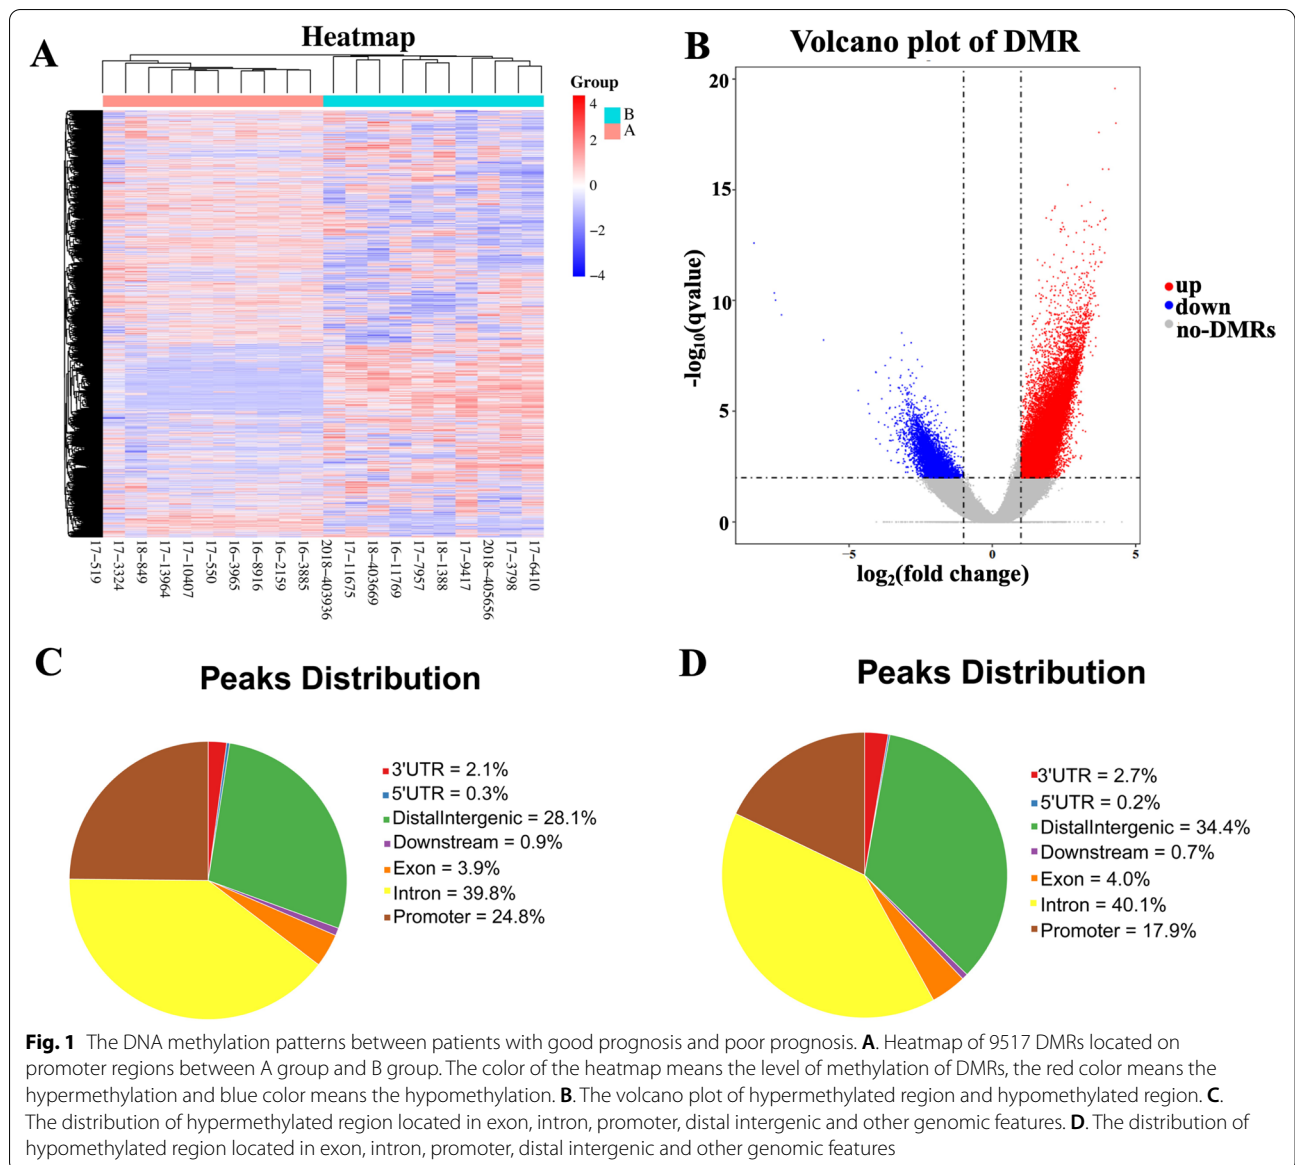 A
Heatmap
Group
4
2
0
−2
−4
B
A
17−519
17−3324
18−849
17−13964
17−10407
17−550
16−3965
16−8916
16−2159
16−3885
2018−403936
17−11675
18−403669
16−11769
17−7957
18−1388
17−9417
2018−405656
17−3798
17−6410
B
Volcano plot of DMR
20
15
10
5
0
-log10(qvalue)
−5
0
5
log2(fold change)
up
down
no-DMRs
C
Peaks Distribution
3'UTR = 2.1%
5'UTR = 0.3%
DistalIntergenic = 28.1%
Downstream = 0.9%
Exon = 3.9%
Intron = 39.8%
Promoter = 24.8%
D
Peaks Distribution
3'UTR = 2.7%
5'UTR = 0.2%
DistalIntergenic = 34.4%
Downstream = 0.7%
Exon = 4.0%
Intron = 40.1%
Promoter = 17.9%
Fig. 1 The DNA methylation patterns between patients with good prognosis and poor prognosis. A. Heatmap of 9517 DMRs located on
promoter regions between A group and B group. The color of the heatmap means the level of methylation of DMRs, the red color means the
hypermethylation and blue color means the hypomethylation. B. The volcano plot of hypermethylated region and hypomethylated region. C.
The distribution of hypermethylated region located in exon, intron, promoter, distal intergenic and other genomic features. D. The distribution of
hypomethylated region located in exon, intron, promoter, distal intergenic and other genomic features